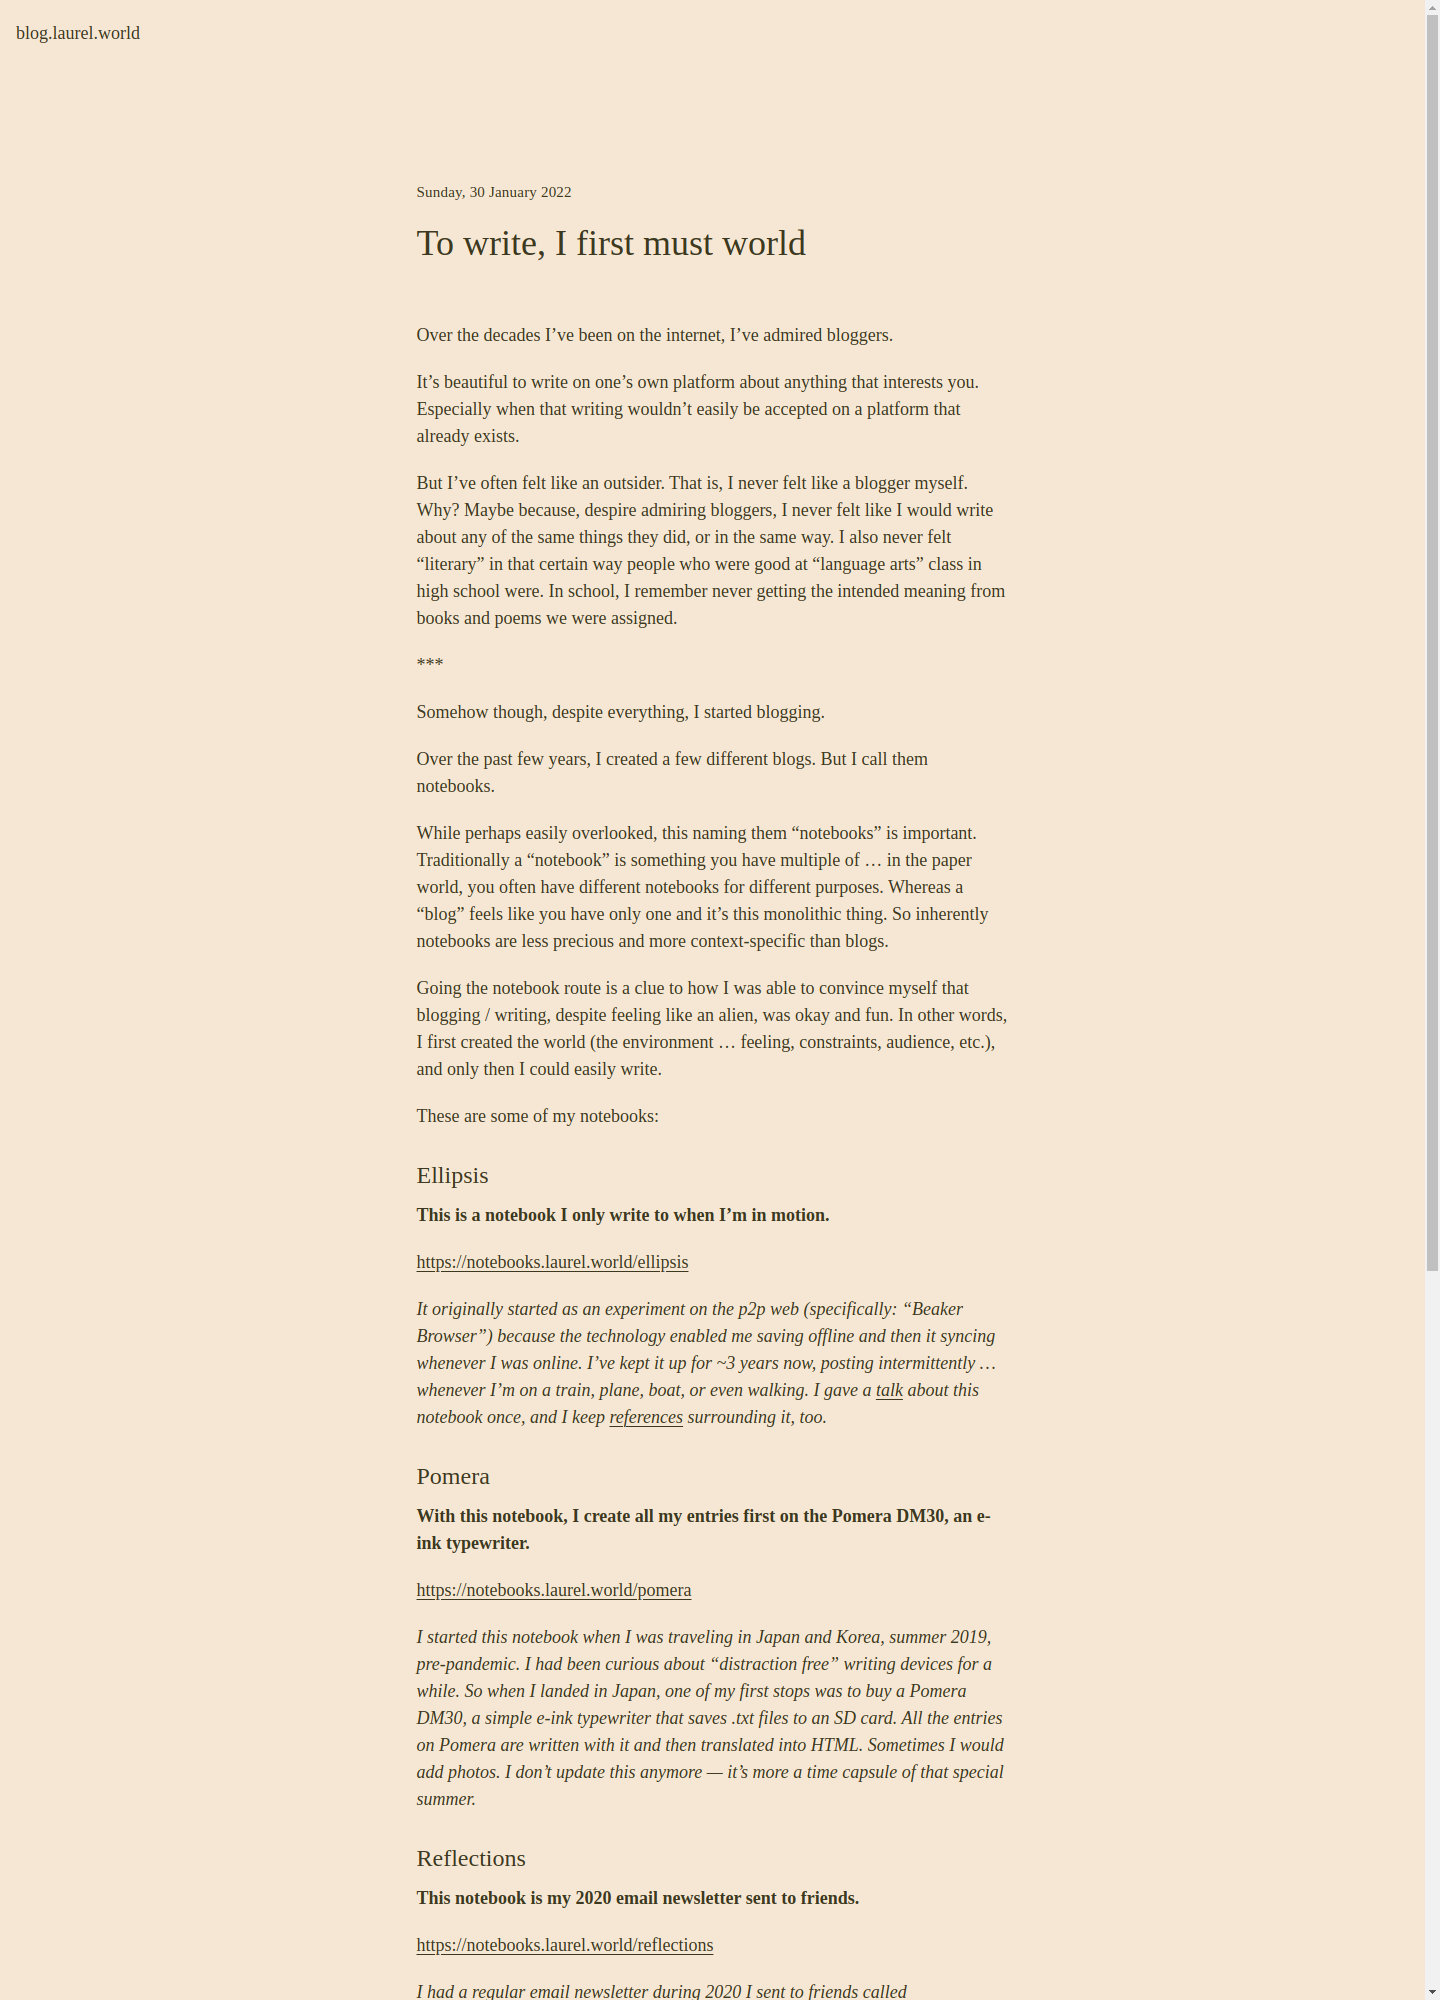 blog.laurel.world
Sunday, 30 January 2022
To write, I first must world
Over the decades I’ve been on the internet, I’ve admired bloggers.
It’s beautiful to write on one’s own platform about anything that interests you.
Especially when that writing wouldn’t easily be accepted on a platform that
already exists.
But I’ve often felt like an outsider. That is, I never felt like a blogger myself.
Why? Maybe because, despire admiring bloggers, I never felt like I would write
about any of the same things they did, or in the same way. I also never felt
“literary” in that certain way people who were good at “language arts” class in
high school were. In school, I remember never getting the intended meaning from
books and poems we were assigned.
***
Somehow though, despite everything, I started blogging.
Over the past few years, I created a few different blogs. But I call them
notebooks.
While perhaps easily overlooked, this naming them “notebooks” is important.
Traditionally a “notebook” is something you have multiple of … in the paper
world, you often have different notebooks for different purposes. Whereas a
“blog” feels like you have only one and it’s this monolithic thing. So inherently
notebooks are less precious and more context-specific than blogs.
Going the notebook route is a clue to how I was able to convince myself that
blogging / writing, despite feeling like an alien, was okay and fun. In other words,
I first created the world (the environment … feeling, constraints, audience, etc.),
and only then I could easily write.
These are some of my notebooks:
Ellipsis
This is a notebook I only write to when I’m in motion.
https://notebooks.laurel.world/ellipsis
It originally started as an experiment on the p2p web (specifically: “Beaker
Browser”) because the technology enabled me saving offline and then it syncing
whenever I was online. I’ve kept it up for ~3 years now, posting intermittently …
whenever I’m on a train, plane, boat, or even walking. I gave a talk about this
notebook once, and I keep references surrounding it, too.
Pomera
With this notebook, I create all my entries first on the Pomera DM30, an e-
ink typewriter.
https://notebooks.laurel.world/pomera
I started this notebook when I was traveling in Japan and Korea, summer 2019,
pre-pandemic. I had been curious about “distraction free” writing devices for a
while. So when I landed in Japan, one of my first stops was to buy a Pomera
DM30, a simple e-ink typewriter that saves .txt files to an SD card. All the entries
on Pomera are written with it and then translated into HTML. Sometimes I would
add photos. I don’t update this anymore — it’s more a time capsule of that special
summer.
Reflections
This notebook is my 2020 email newsletter sent to friends.
https://notebooks.laurel.world/reflections
I had a regular email newsletter during 2020 I sent to friends called